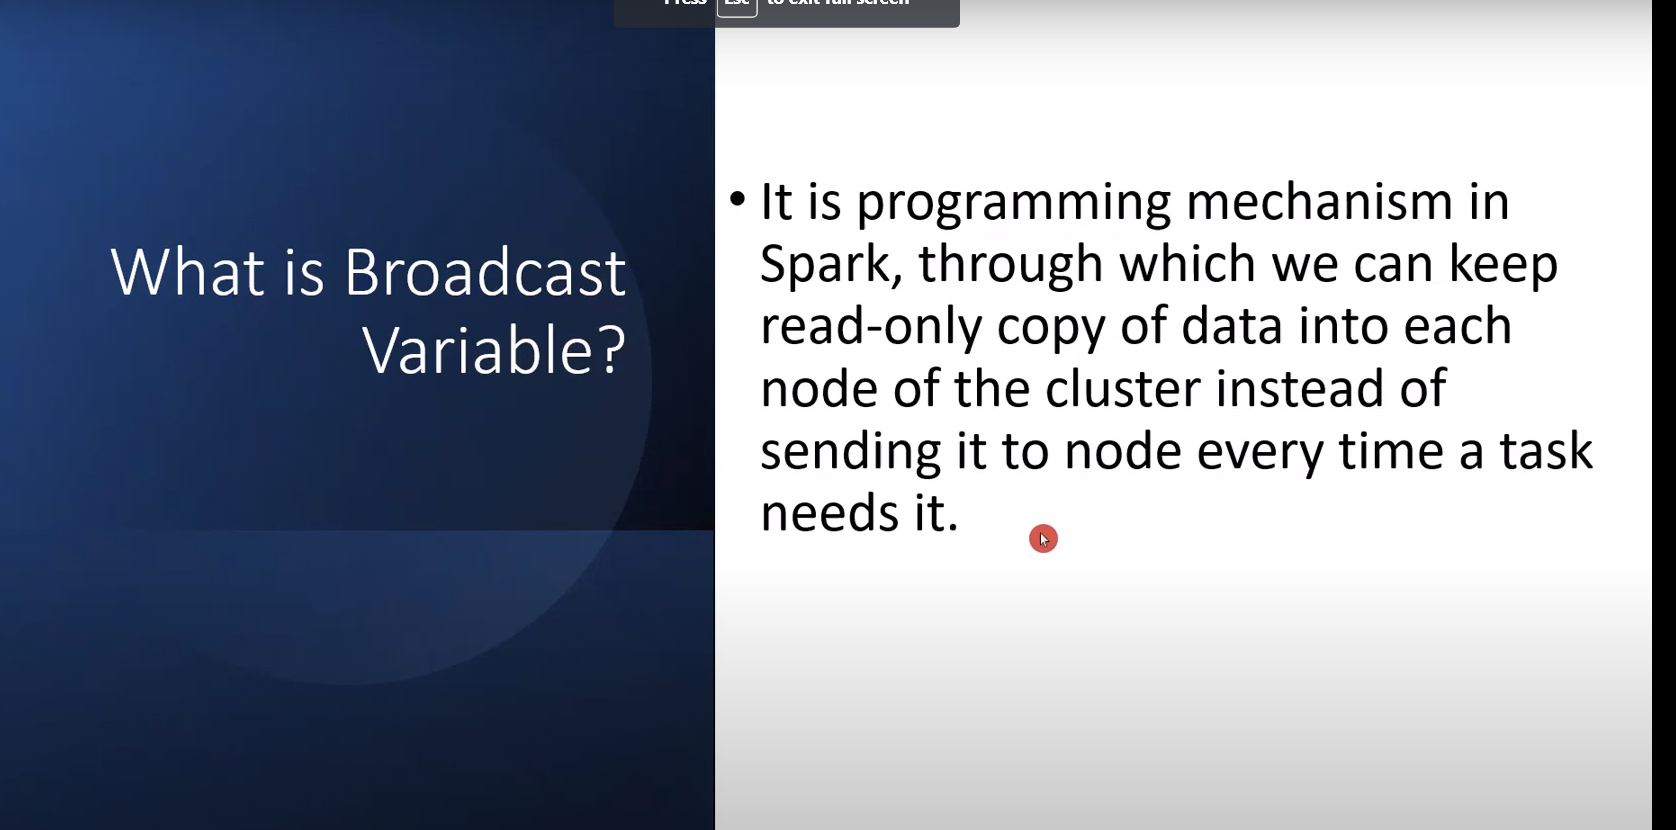 Press Esc to exit full screen
What is Broadcast
Variable?
• It is programming mechanism in
Spark, through which we can keep
read-only copy of data into each
node of the cluster instead of
sending it to node every time a task
needs it.